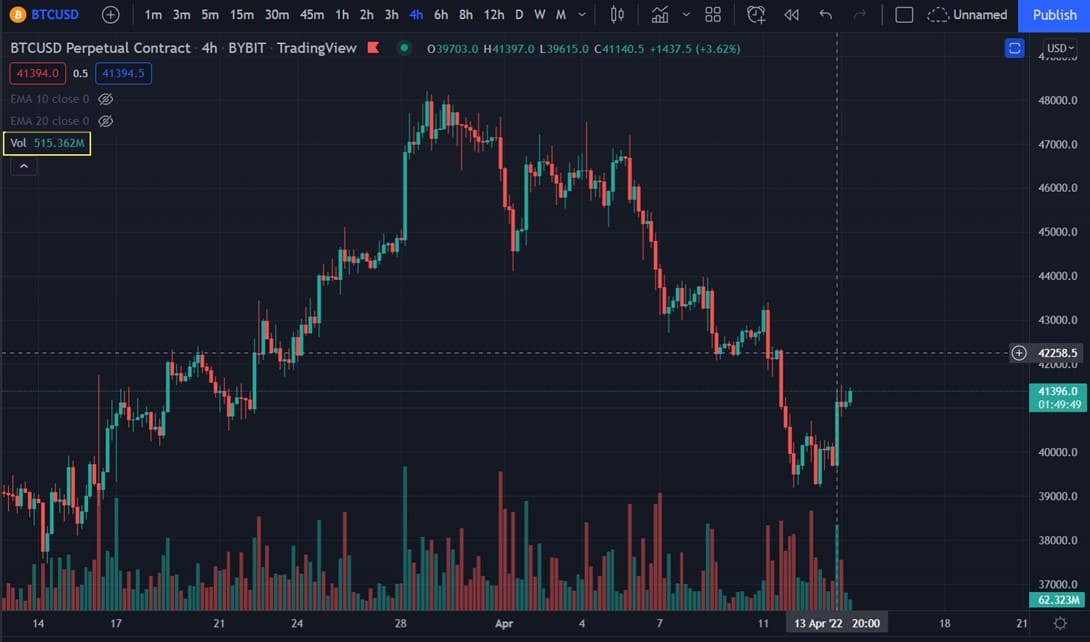 BTCUSD 1m 3m 5m 15m 30m 45m 1h 2h 3h 4h 6h 8h 12h D W M Unnamed Publish
BTCUSD Perpetual Contract · 4h · BYBIT · TradingView O39703.0 H41397.0 L39615.0 C41140.5 +1437.5 (+3.62%) USD
41394.0 0.5 41394.5
EMA 10 close 0
EMA 20 close 0
Vol 515.362M
48000.0
47000.0
46000.0
45000.0
44000.0
43000.0
42258.5
42000.0
41396.0
01:49:49
40000.0
39000.0
38000.0
37000.0
62.323M
14 17 21 24 28 Apr 4 7 11 13 Apr '22 20:00 18 21